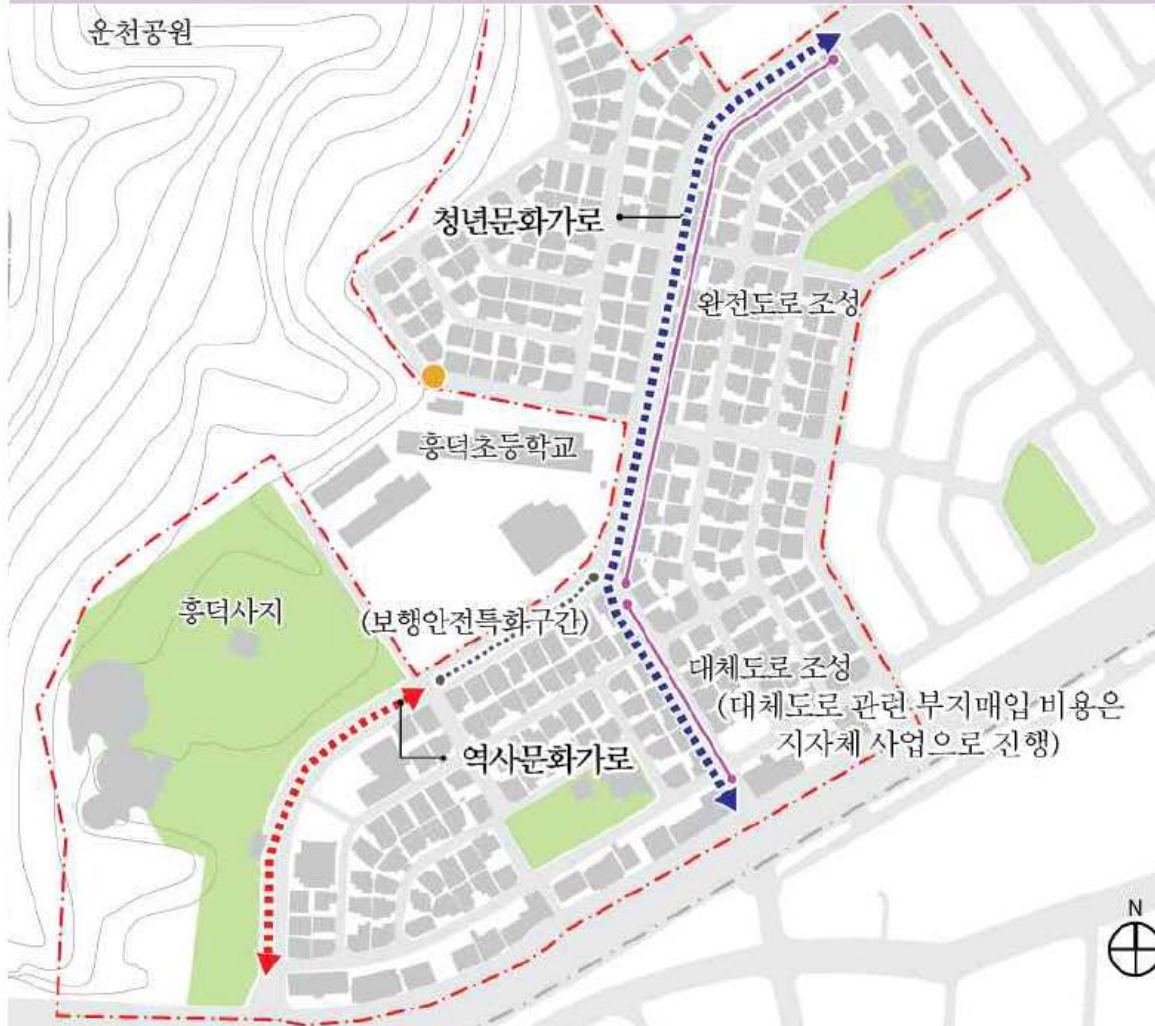 운천공원
청년문화가로
완전도로 조성
흥덕초등학교
흥덕사지
(보행안전특화구간)
대체도로 조성
(대체도로 관련 부지매입 비용은
지자체 사업으로 진행)
역사문화가로
N